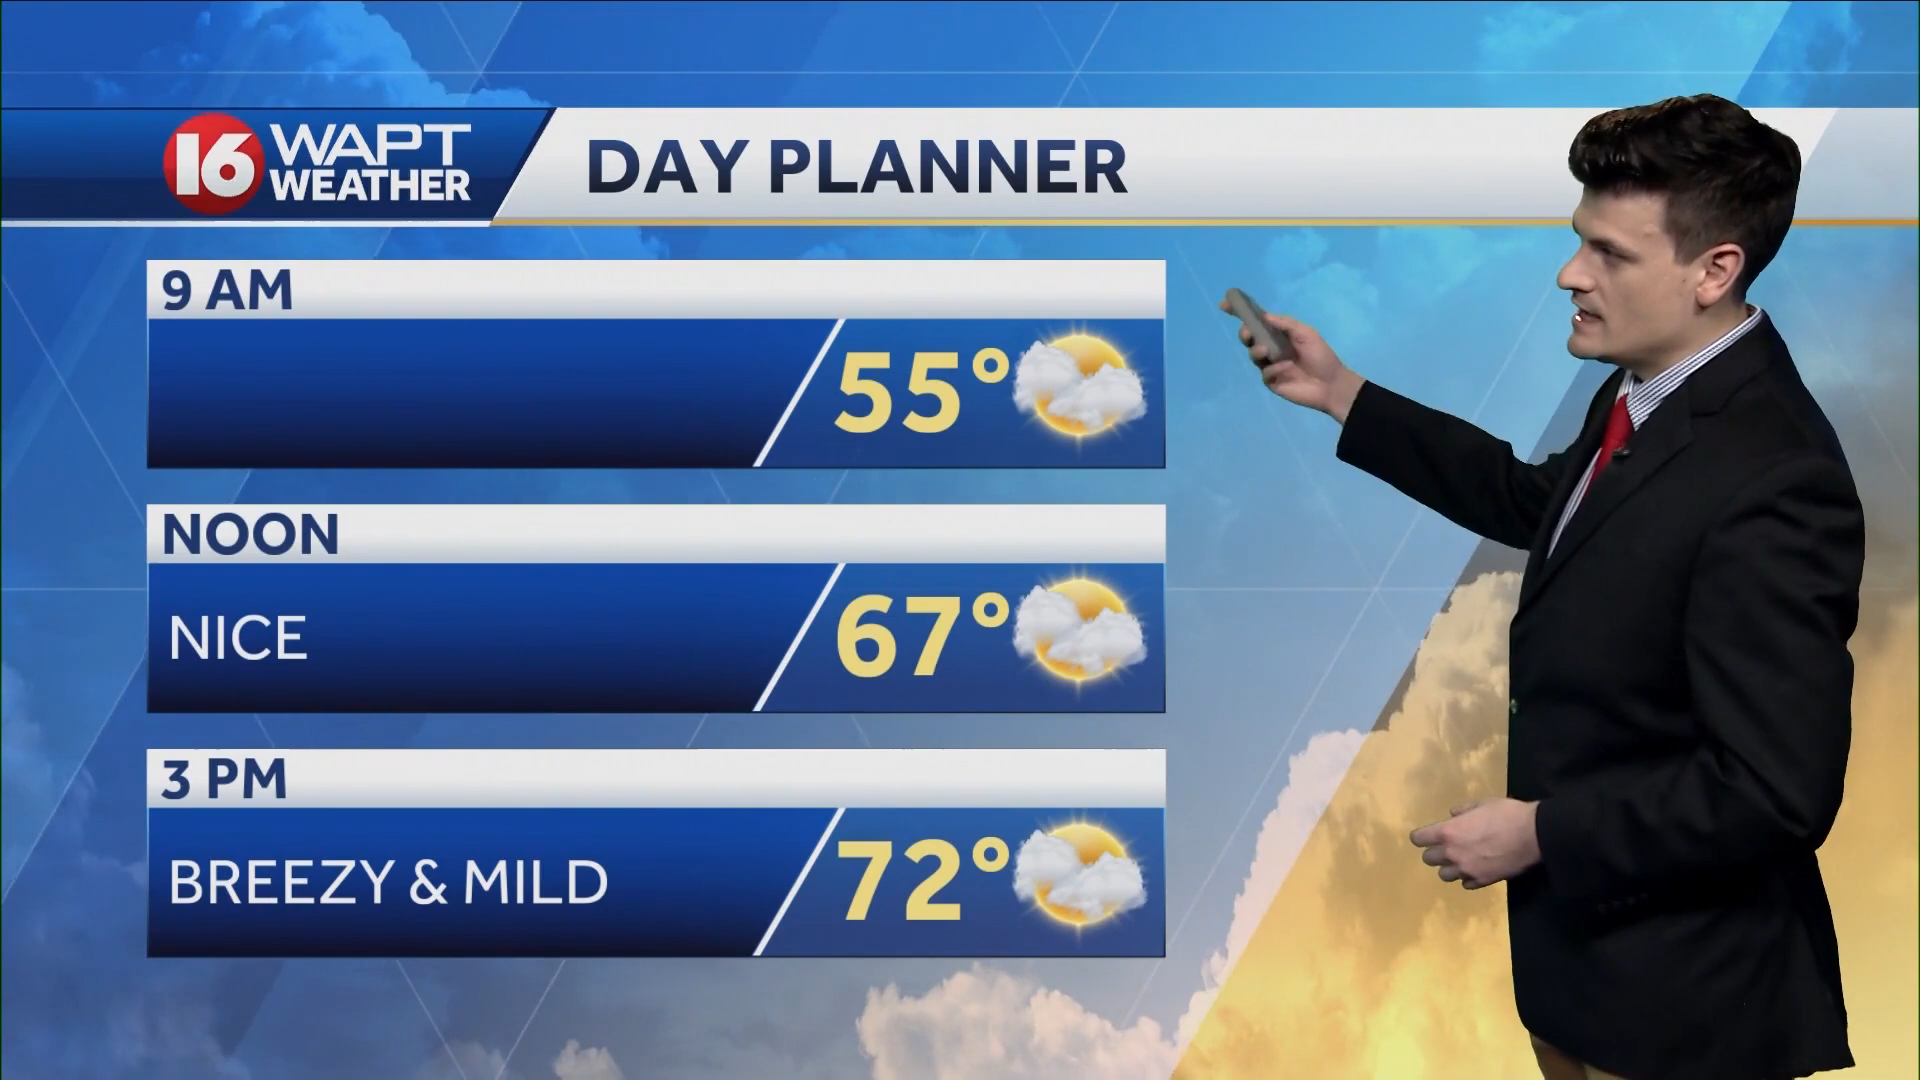 16 WAPT
WEATHER
DAY PLANNER
9 AM
55°
NOON
NICE
67°
3 PM
BREEZY & MILD
72°